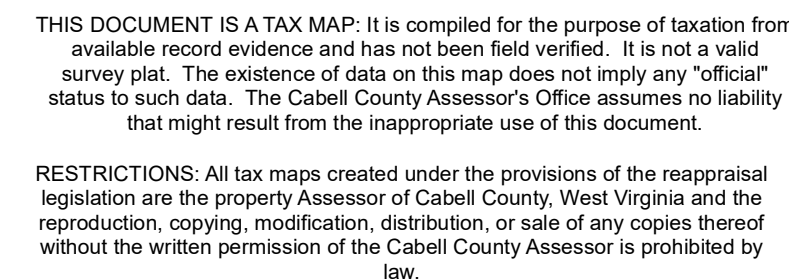 THIS DOCUMENT IS A TAX MAP: It is compiled for the purpose of taxation from
available record evidence and has not been field verified. It is not a valid
survey plat. The existence of data on this map does not imply any "official"
status to such data. The Cabell County Assessor's Office assumes no liability
that might result from the inappropriate use of this document.
RESTRICTIONS: All tax maps created under the provisions of the reappraisal
legislation are the property Assessor of Cabell County, West Virginia and the
reproduction, copying, modification, distribution, or sale of any copies thereof
without the written permission of the Cabell County Assessor is prohibited by
law.